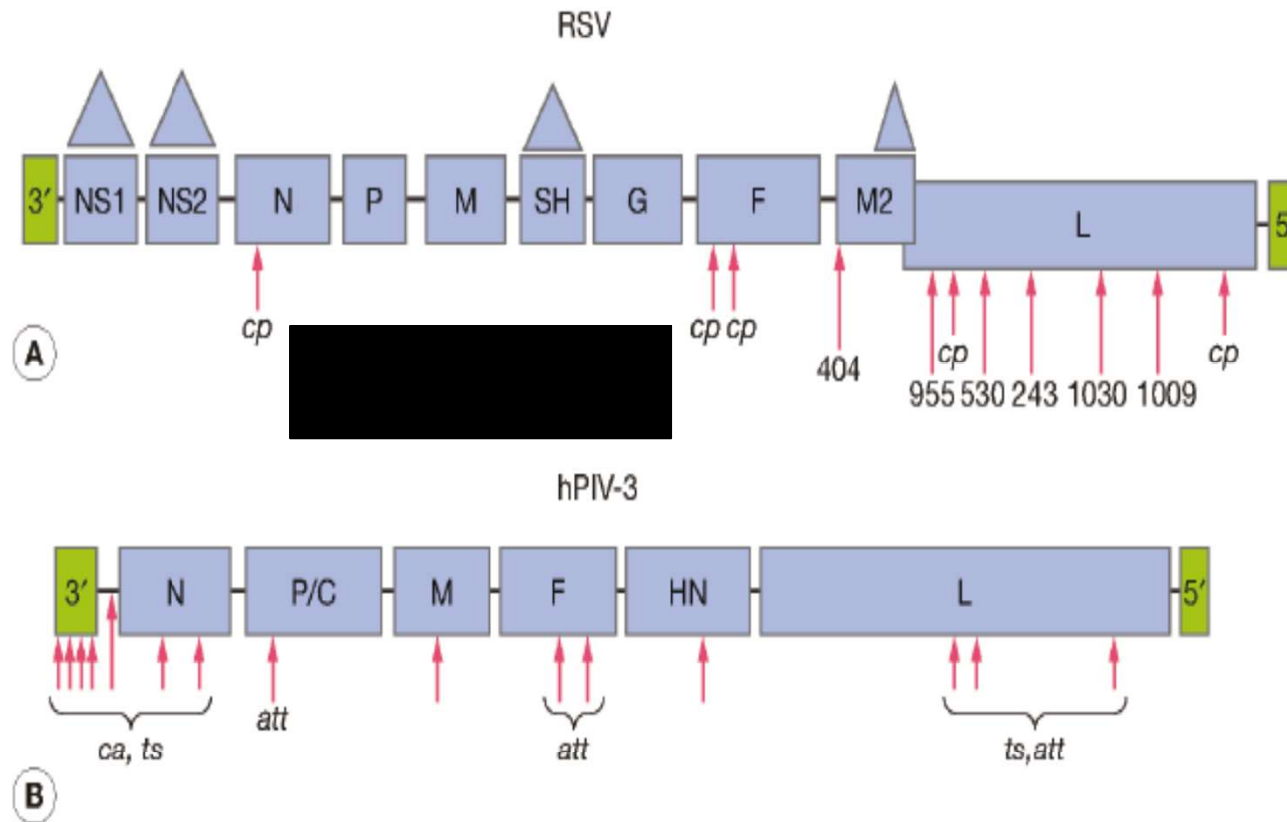 RSV
3′ NS1 NS2 N P M SH G F M2 L 5
cp cp cp 404 955 cp 530 243 1030 1009 cp
A
hPIV-3
3′ N P/C M F HN L 5′
ca, ts att att ts,att
B